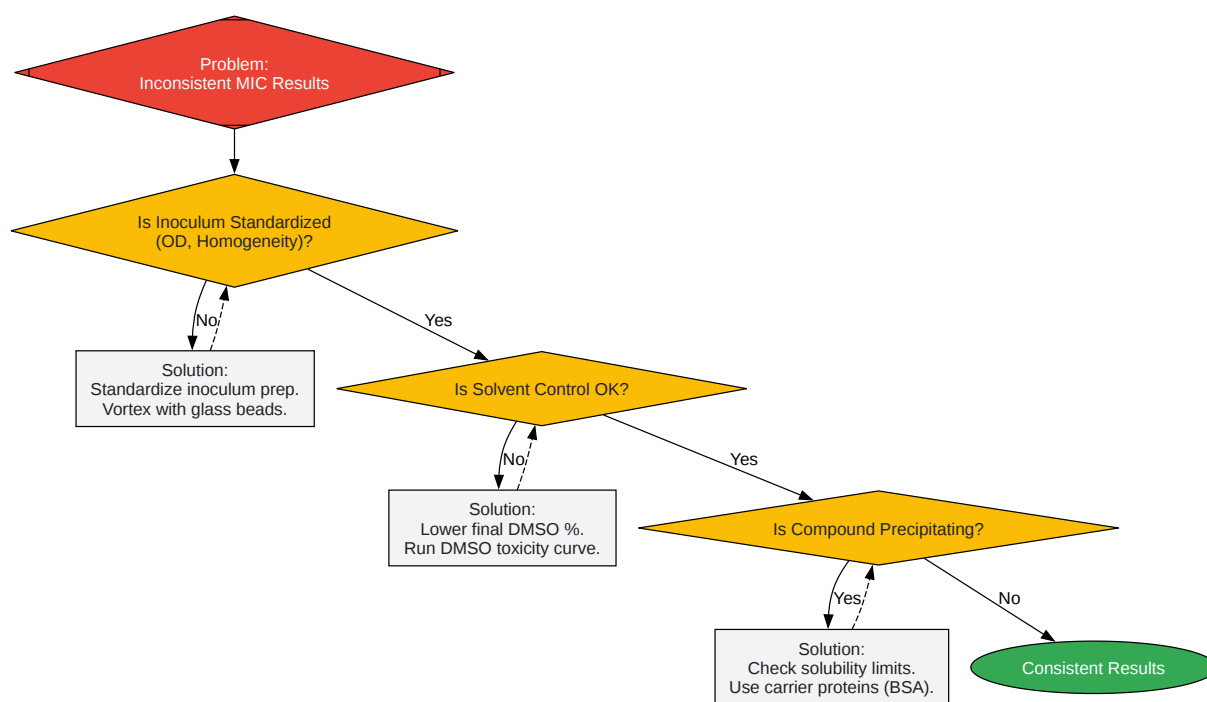 Problem:
Inconsistent MIC Results
Is Inoculum Standardized
(OD, Homogeneity)?
No
Yes
Solution:
Standardize inoculum prep.
Vortex with glass beads.
Is Solvent Control OK?
No
Yes
Solution:
Lower final DMSO %.
Run DMSO toxicity curve.
Is Compound Precipitating?
Yes
No
Solution:
Check solubility limits.
Use carrier proteins (BSA).
Consistent Results